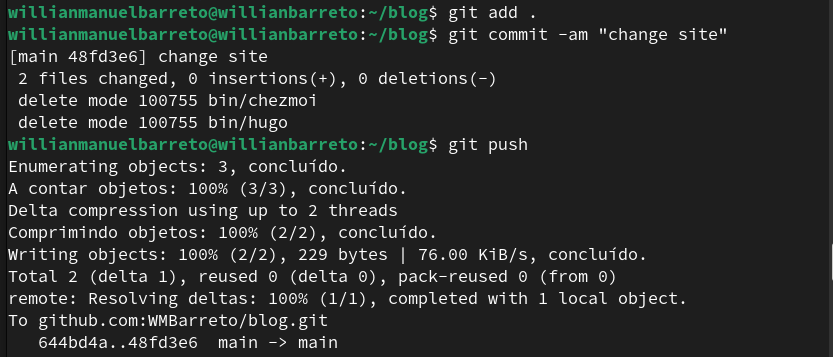 willianmanuelbarreto@willianbarreto:~/blog$ git add .
willianmanuelbarreto@willianbarreto:~/blog$ git commit -am "change site"
[main 48fd3e6] change site
 2 files changed, 0 insertions(+), 0 deletions(-)
 delete mode 100755 bin/chezmoi
 delete mode 100755 bin/hugo
willianmanuelbarreto@willianbarreto:~/blog$ git push
Enumerating objects: 3, concluído.
A contar objetos: 100% (3/3), concluído.
Delta compression using up to 2 threads
Comprimindo objetos: 100% (2/2), concluído.
Writing objects: 100% (2/2), 229 bytes | 76.00 KiB/s, concluído.
Total 2 (delta 1), reused 0 (delta 0), pack-reused 0 (from 0)
remote: Resolving deltas: 100% (1/1), completed with 1 local object.
To github.com:WMBarreto/blog.git
   644bd4a..48fd3e6  main -> main